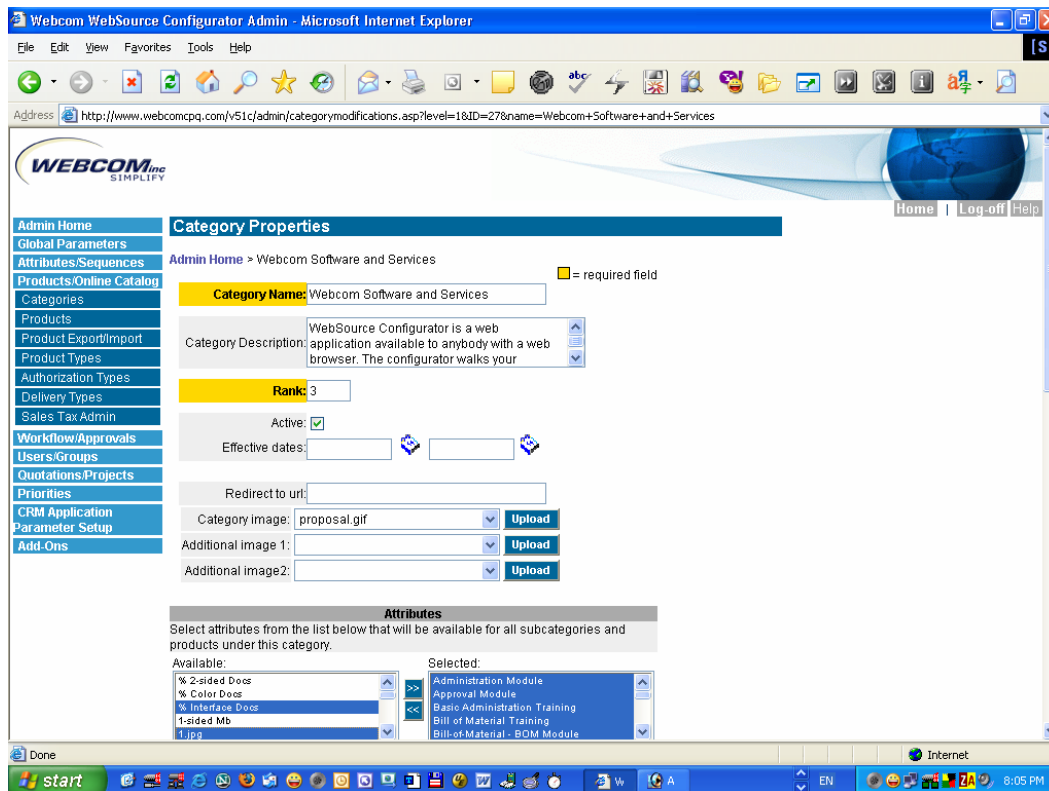 Webcom WebSource Configurator Admin - Microsoft Internet Explorer
File Edit View Favorites Tools Help
[S
abc
Address http://www.webcomcpq.com/v51c/admin/categorymodifications.asp?level=1&ID=27&name=Webcom+Software+and+Services
WEBCOM inc
SIMPLIFY
Home | Log-off Help
Admin Home
Global Parameters
Attributes/Sequences
Products/Online Catalog
Categories
Products
Product Export/Import
Product Types
Authorization Types
Delivery Types
Sales Tax Admin
Workflow/Approvals
Users/Groups
Quotations/Projects
Priorities
CRM Application
Parameter Setup
Add-Ons
Category Properties
Admin Home > Webcom Software and Services
= required field
Category Name: Webcom Software and Services
Category Description: WebSource Configurator is a web
application available to anybody with a web
browser. The configurator walks your
Rank: 3
Active:
Effective dates:
Redirect to url:
Category image: proposal.gif Upload
Additional image 1: Upload
Additional image2: Upload
Attributes
Select attributes from the list below that will be available for all subcategories and
products under this category.
Available: Selected:
% 2-sided Docs
% Color Docs
% Interface Docs
1-sided Mb
1.jpg
>>
<<
Administration Module
Approval Module
Basic Administration Training
Bill of Material Training
Bill-of-Material - BOM Module
Done Internet
start W A EN ZA 8:05 PM